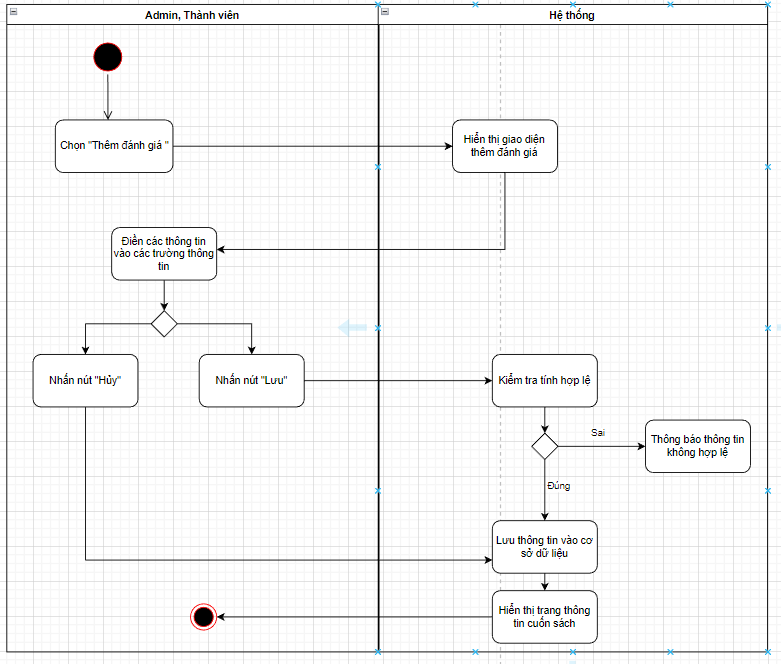 Admin, Thành viên
Hệ thống
Chọn "Thêm đánh giá "
Hiển thị giao diện
thêm đánh giá
Điền các thông tin
vào các trường thông
tin
Nhấn nút "Hủy"
Nhấn nút "Lưu"
Kiểm tra tính hợp lệ
Sai
Thông báo thông tin
không hợp lệ
Đúng
Lưu thông tin vào cơ
sở dữ liệu
Hiển thị trang thông
tin cuốn sách